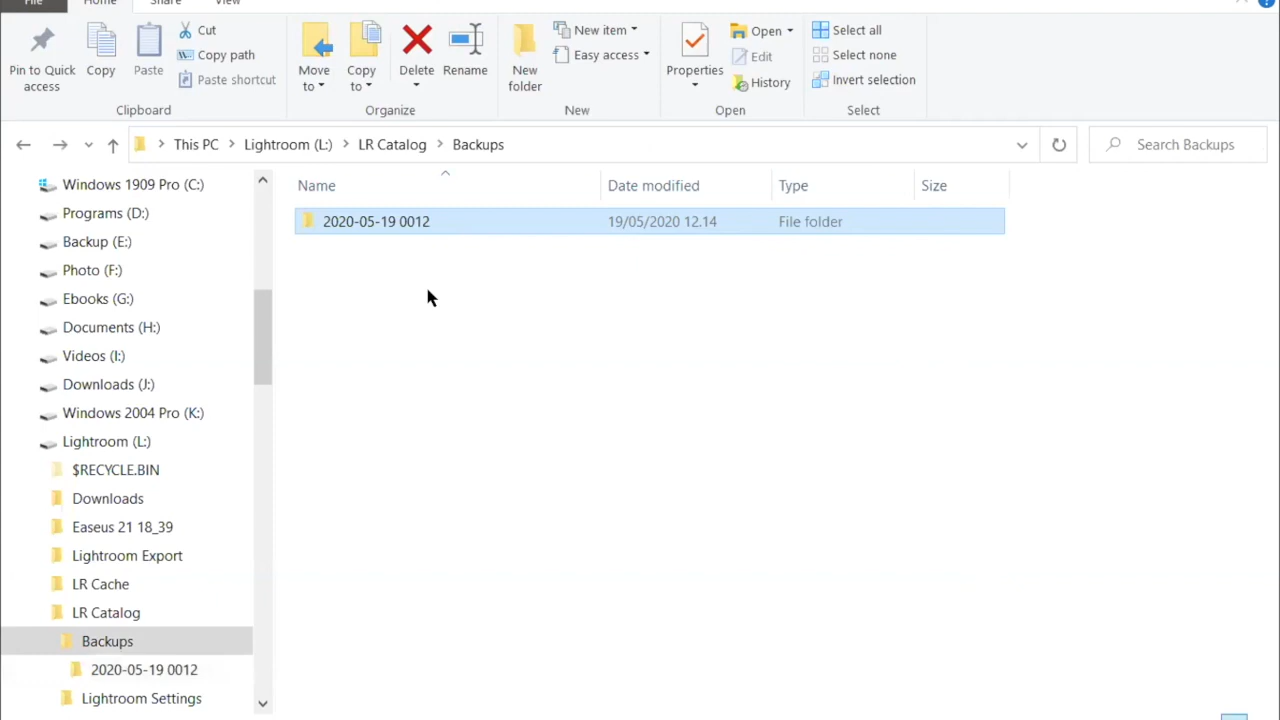 File Home Share View
Cut
Copy path
Paste shortcut
Pin to Quick access
Copy
Paste
Clipboard
Move to
Copy to
Delete
Rename
Organize
New folder
New item
Easy access
New
Properties
Open
Edit
History
Open
Select all
Select none
Invert selection
Select
This PC Lightroom (L:) LR Catalog Backups
Search Backups
Name Date modified Type Size
2020-05-19 0012 19/05/2020 12.14 File folder
Windows 1909 Pro (C:)
Programs (D:)
Backup (E:)
Photo (F:)
Ebooks (G:)
Documents (H:)
Videos (I:)
Downloads (J:)
Windows 2004 Pro (K:)
Lightroom (L:)
$RECYCLE.BIN
Downloads
Easeus 21 18_39
Lightroom Export
LR Cache
LR Catalog
Backups
2020-05-19 0012
Lightroom Settings